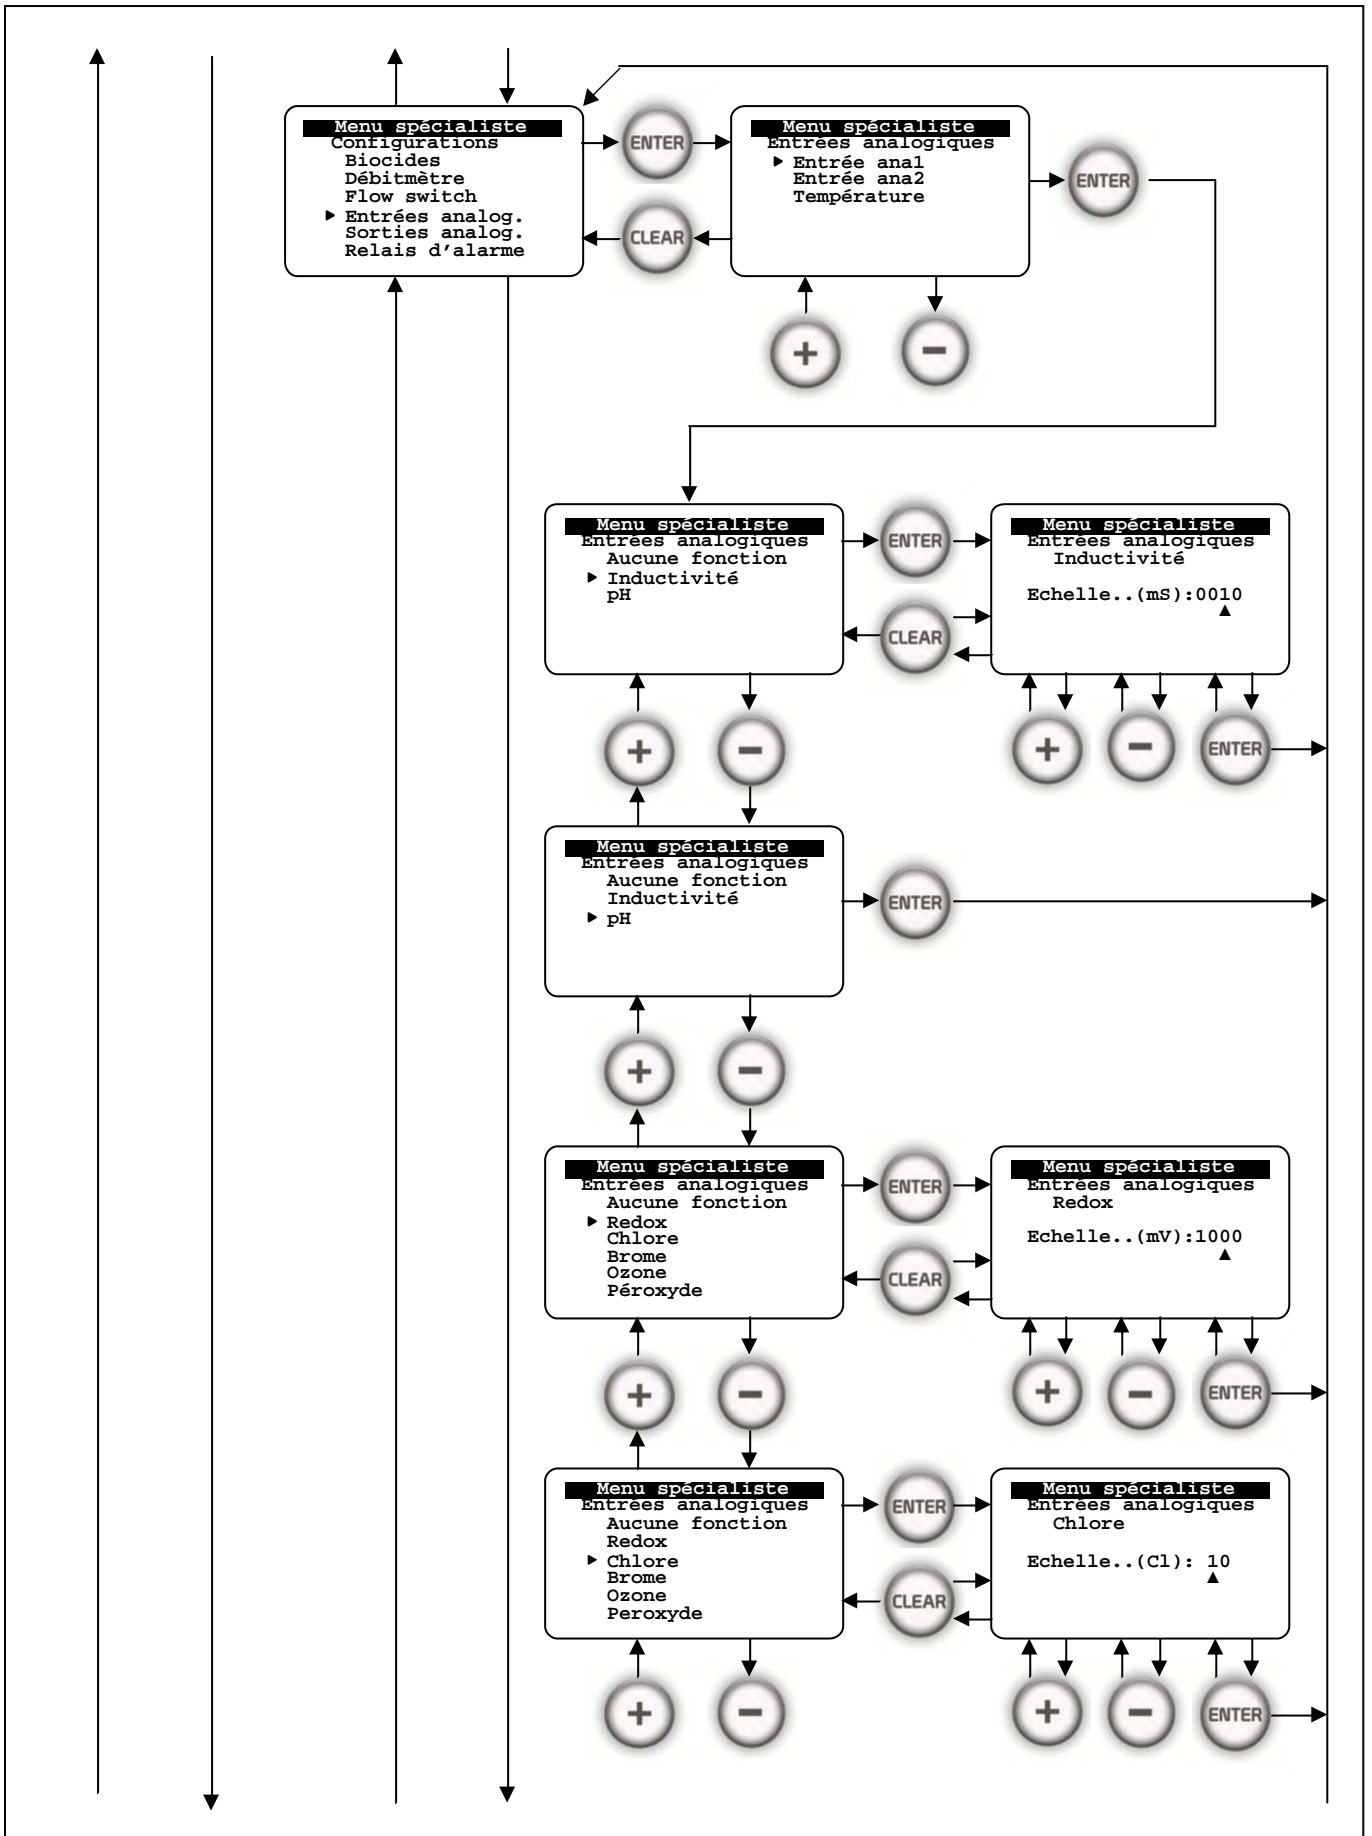 Menu spécialiste
Configurations
Biocides
Débitmètre
Flow switch
▶ Entrées analog.
Sorties analog.
Relais d'alarme
ENTER
CLEAR
Menu spécialiste
Entrées analogiques
▶ Entrée ana1
Entrée ana2
Température
ENTER
+
-
Menu spécialiste
Entrées analogiques
Aucune fonction
▶ Inductivité
pH
ENTER
CLEAR
Menu spécialiste
Entrées analogiques
Inductivité
Echelle..(mS):0010
▲
+
-
+
-
ENTER
Menu spécialiste
Entrées analogiques
Aucune fonction
Inductivité
▶ pH
ENTER
+
-
Menu spécialiste
Entrées analogiques
Aucune fonction
▶ Redox
Chlore
Brome
Ozone
Péroxyde
ENTER
CLEAR
Menu spécialiste
Entrées analogiques
Redox
Echelle..(mV):1000
▲
+
-
+
-
ENTER
Menu spécialiste
Entrées analogiques
Aucune fonction
Redox
▶ Chlore
Brome
Ozone
Peroxyde
ENTER
CLEAR
Menu spécialiste
Entrées analogiques
Chlore
Echelle..(Cl): 10
▲
+
-
+
-
ENTER